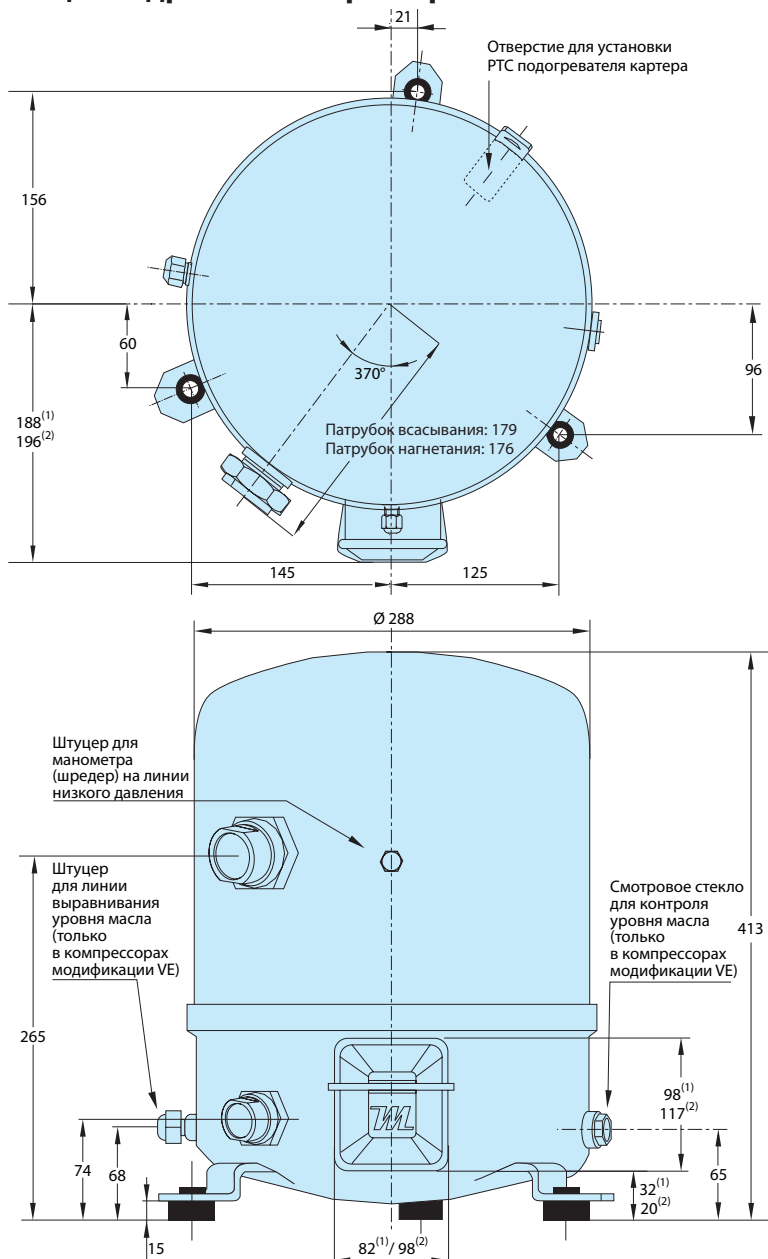 21
Отверстие для установки
PTC подогревателя картера
156
60
370°
96
188(1)
196(2)
Патрубок всасывания: 179
Патрубок нагнетания: 176
145
125
Ø 288
Штуцер для
манометра
(шредер) на линии
низкого давления
Штуцер
для линии
выравнивания
уровня масла
(только
в компрессорах
модификации VE)
Смотровое стекло
для контроля
уровня масла
(только
в компрессорах
модификации VE)
413
265
98(1)
117(2)
74
68
65
32(1)
20(2)
15
82(1)/ 98(2)